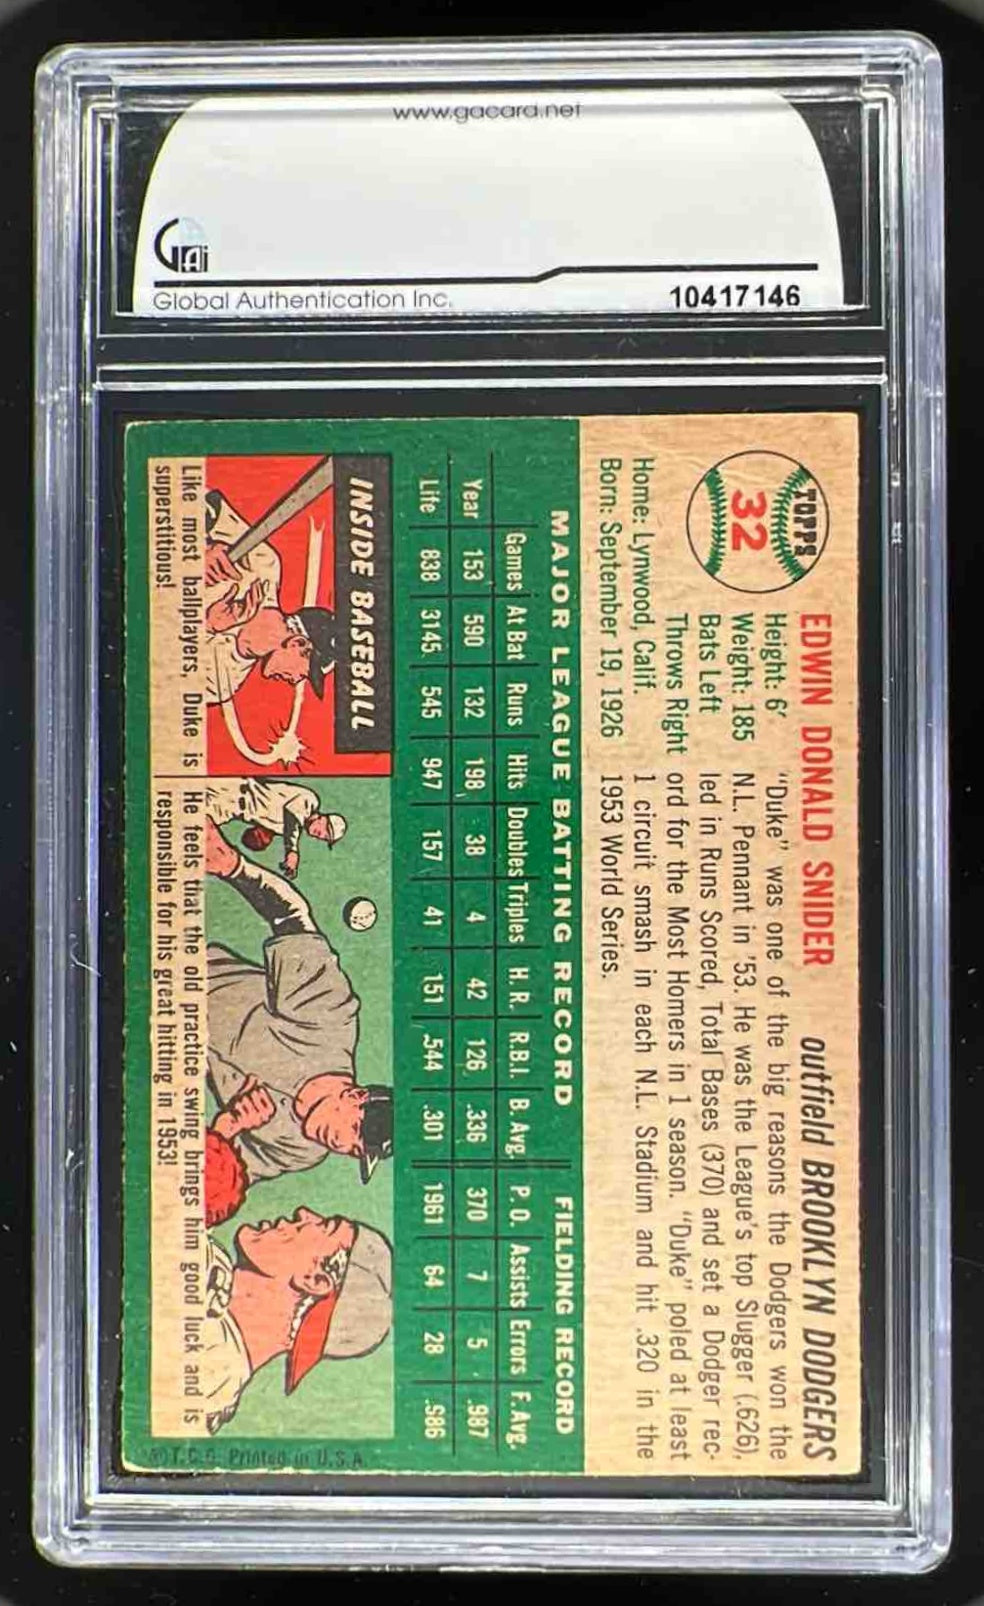 www.gacard.net
GAi
Global Authentication Inc.
10417146
TOPPS
32
EDWIN DONALD SNIDER outfield BROOKLYN DODGERS
Height: 6'
Weight: 185
Bats Left
Throws Right
Home: Lynwood, Calif.
Born: September 19, 1926
"Duke" was one of the big reasons the Dodgers won the
N.L. Pennant in '53. He was the League's top Slugger (.626),
led in Runs Scored, Total Bases (370) and set a Dodger rec-
ord for the Most Homers in 1 season. "Duke" poled at least
1 circuit smash in each N.L. Stadium and hit .320 in the
1953 World Series.
MAJOR LEAGUE BATTING RECORD FIELDING RECORD
Games At Bat Runs Hits Doubles Triples H. R. R.B.I. B. Avg. P. O. Assists Errors F. Avg.
Year 153 590 132 198 38 4 42 126 .336 370 7 5 .987
Life 838 3145 545 947 157 41 151 544 .301 1961 64 28 .986
INSIDE BASEBALL
Like most ballplayers, Duke is
superstitious!
He feels that the old practice swing brings him good luck and is
responsible for his great hitting in 1953!
T.C.G. Printed in U.S.A.